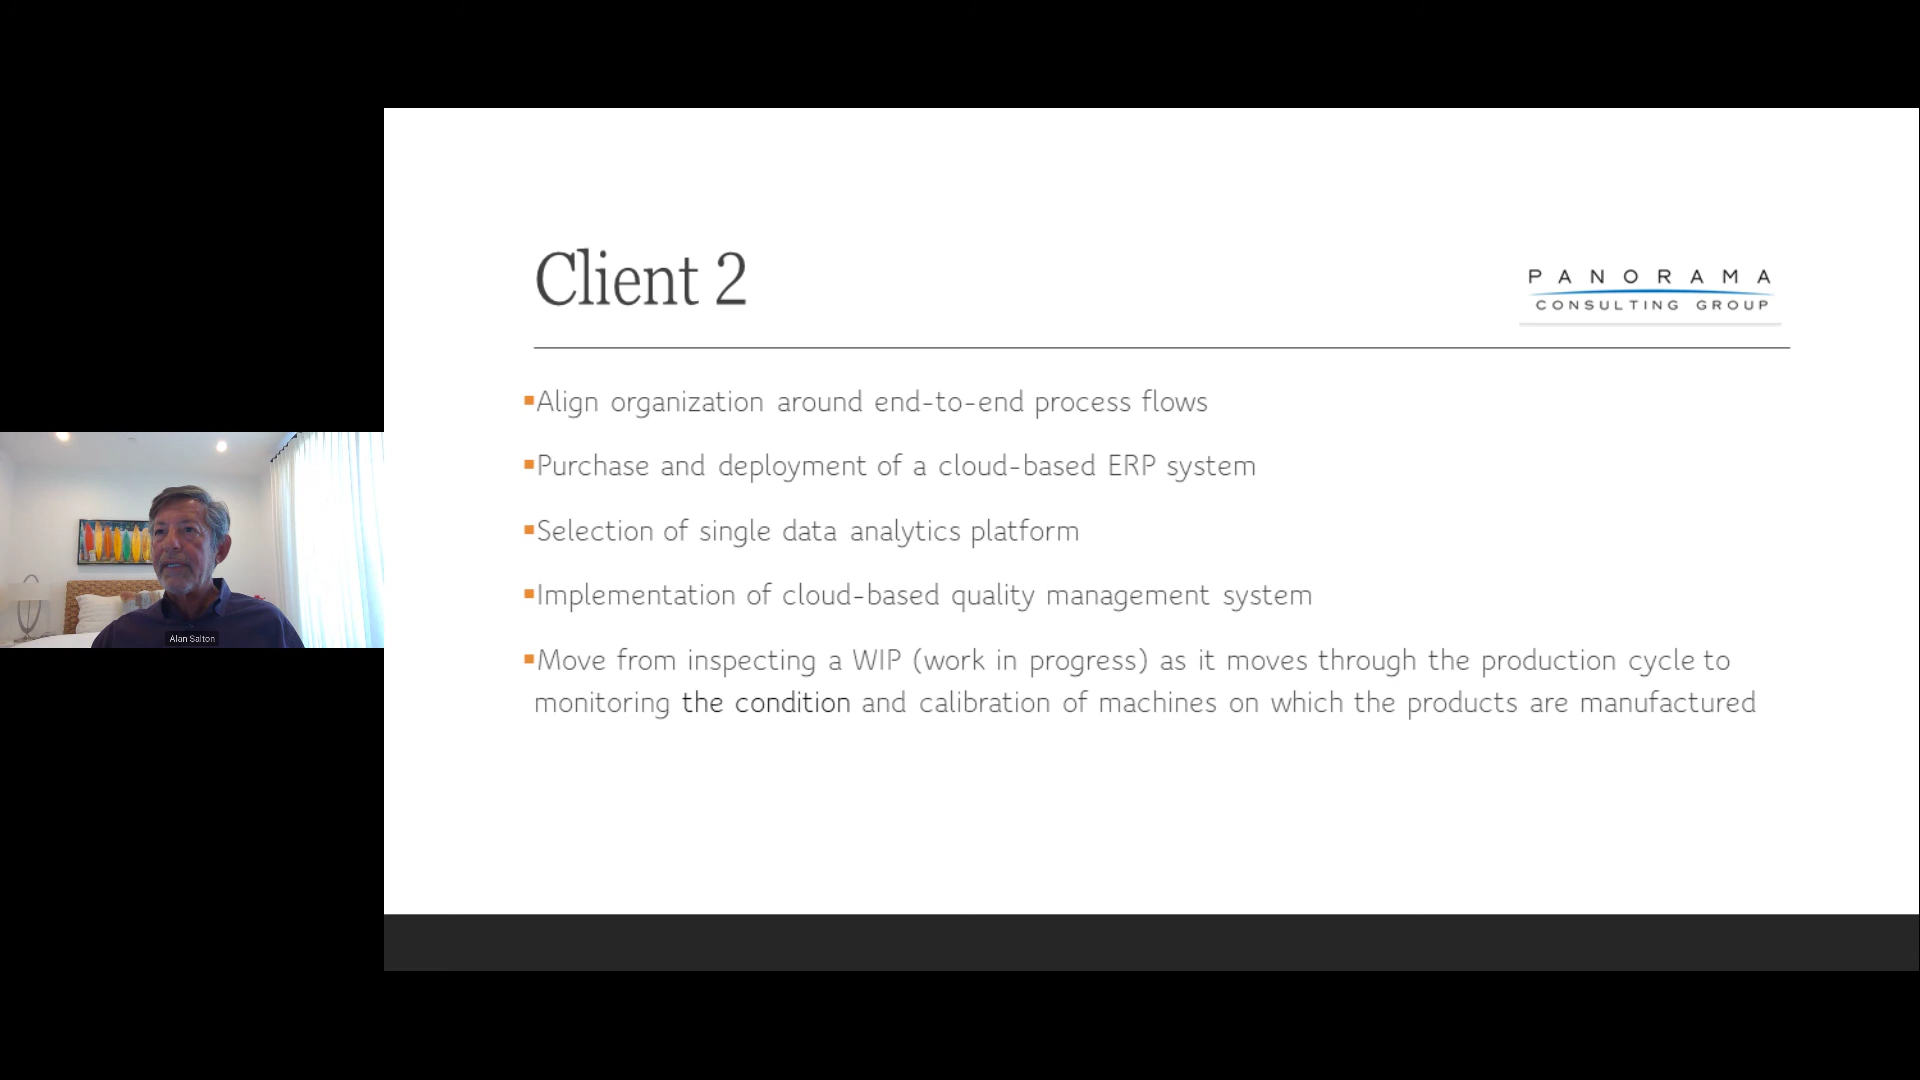 Client 2
PANORAMA
CONSULTING GROUP
▪Align organization around end-to-end process flows
▪Purchase and deployment of a cloud-based ERP system
▪Selection of single data analytics platform
▪Implementation of cloud-based quality management system
▪Move from inspecting a WIP (work in progress) as it moves through the production cycle to
monitoring the condition and calibration of machines on which the products are manufactured
Alan Salton